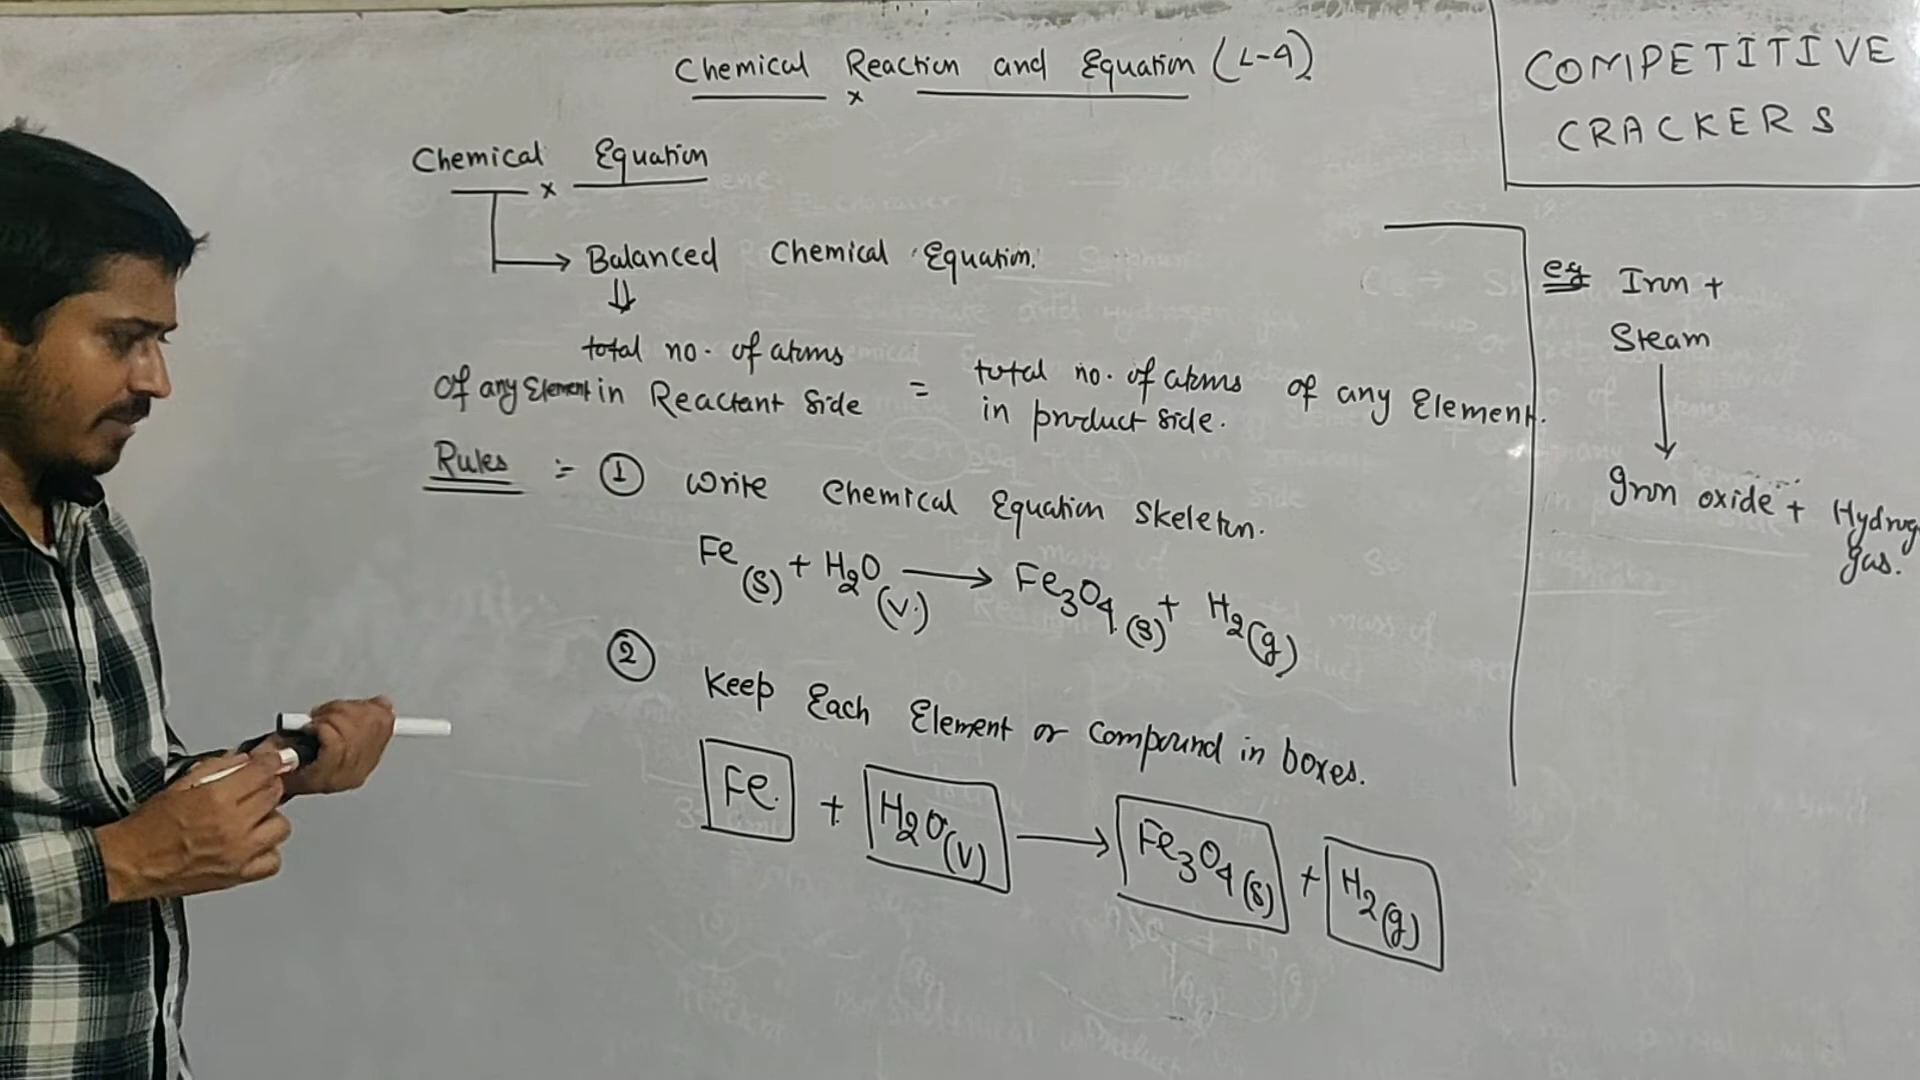 Chemical Reaction and Equation (L-4)
COMPETITIVE
CRACKERS
Chemical Equation
Balanced Chemical Equation.
total no. of atoms
of any Element in Reactant Side = total no. of atoms of any Element.
in product side.
Rules :- ① Write Chemical Equation Skeleton.
Fe(s) + H2O(v) → Fe3O4(s) + H2(g)
② Keep Each Element or Compound in boxes.
Fe + H2O(v) → Fe3O4(s) + H2(g)
eg Iron +
Steam
Iron oxide + Hydrog
gas.